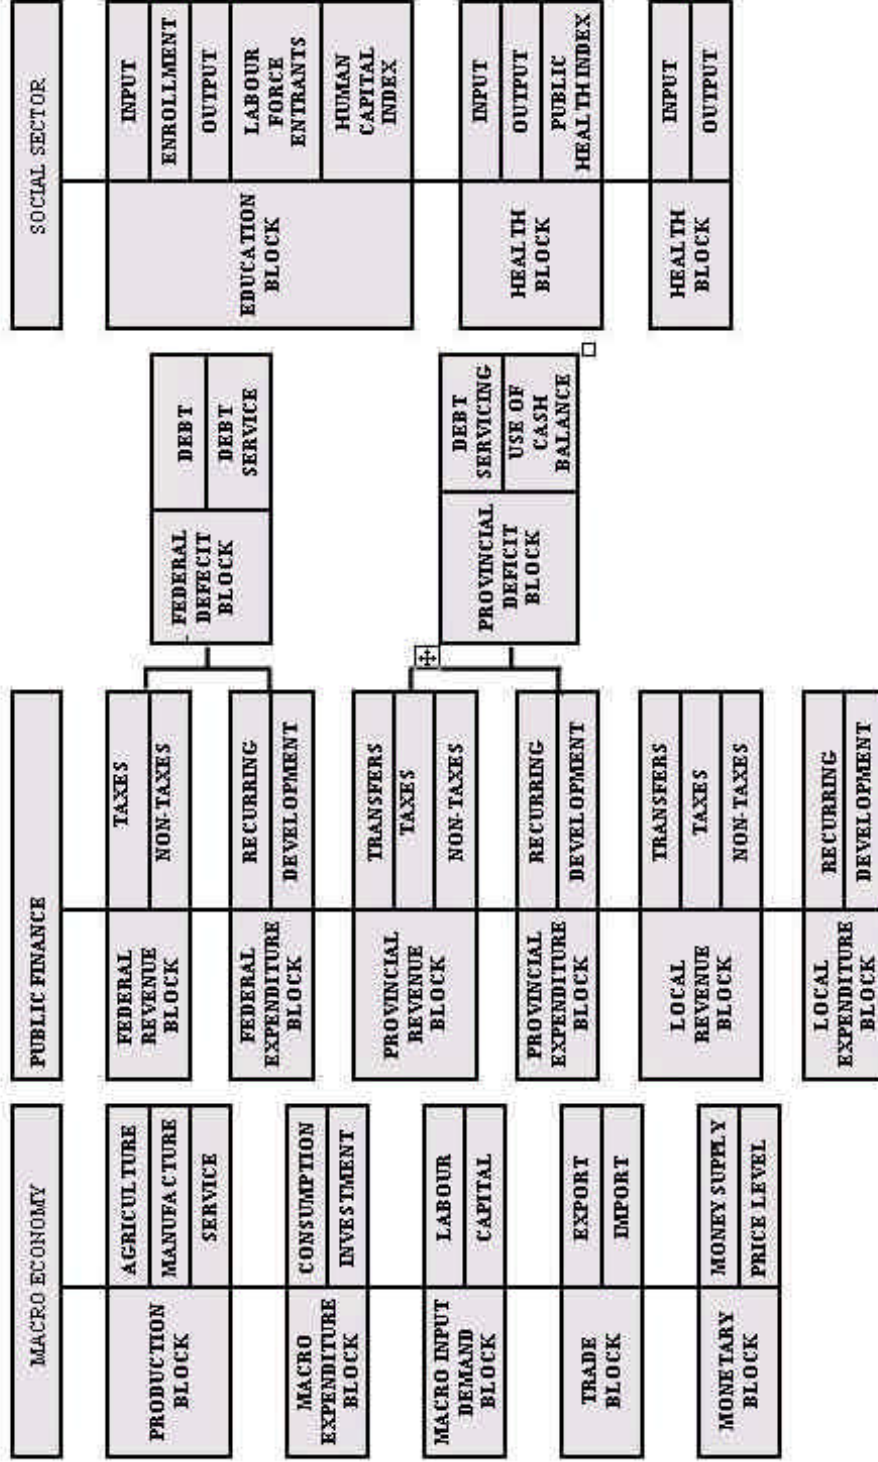 MACRO ECONOMY
PRODUCTION
BLOCK
AGRICULTURE
MANUFACTURE
SERVICE
MACRO
EXPENDITURE
BLOCK
CONSUMPTION
INVESTMENT
MACRO INPUT
DEMAND
BLOCK
LABOUR
CAPITAL
TRADE
BLOCK
EXPORT
IMPORT
MONETARY
BLOCK
MONEY SUPPLY
PRICE LEVEL
PUBLIC FINANCE
FEDERAL
REVENUE
BLOCK
TAXES
NON-TAXES
FEDERAL
EXPENDITURE
BLOCK
RECURRING
DEVELOPMENT
PROVINCIAL
REVENUE
BLOCK
TRANSFERS
TAXES
NON-TAXES
PROVINCIAL
EXPENDITURE
BLOCK
RECURRING
DEVELOPMENT
LOCAL
REVENUE
BLOCK
TRANSFERS
TAXES
NON-TAXES
LOCAL
EXPENDITURE
BLOCK
RECURRING
DEVELOPMENT
FEDERAL
DEFECIT
BLOCK
DEBT
DEBT
SERVICE
PROVINCIAL
DEFICIT
BLOCK
DEBT
SERVICING
USE OF
CASH
BALANCE
SOCIAL SECTOR
EDUCATION
BLOCK
INPUT
ENROLLMENT
OUTPUT
LABOUR
FORCE
ENTRANTS
HUMAN
CAPITAL
INDEX
HEALTH
BLOCK
INPUT
OUTPUT
PUBLIC
HEALTH INDEX
HEALTH
BLOCK
INPUT
OUTPUT